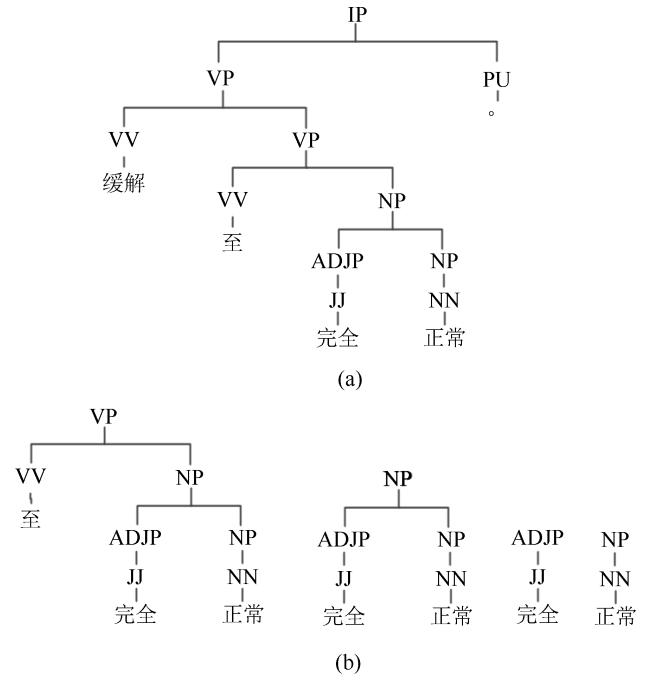 IP
VP PU
。
VV VP
缓解
VV NP
至
ADJP NP
JJ NN
完全 正常
(a)
VP
VV NP NP
至
ADJP NP ADJP NP ADJP NP
JJ NN JJ NN JJ NN
完全 正常 完全 正常 完全 正常
(b)